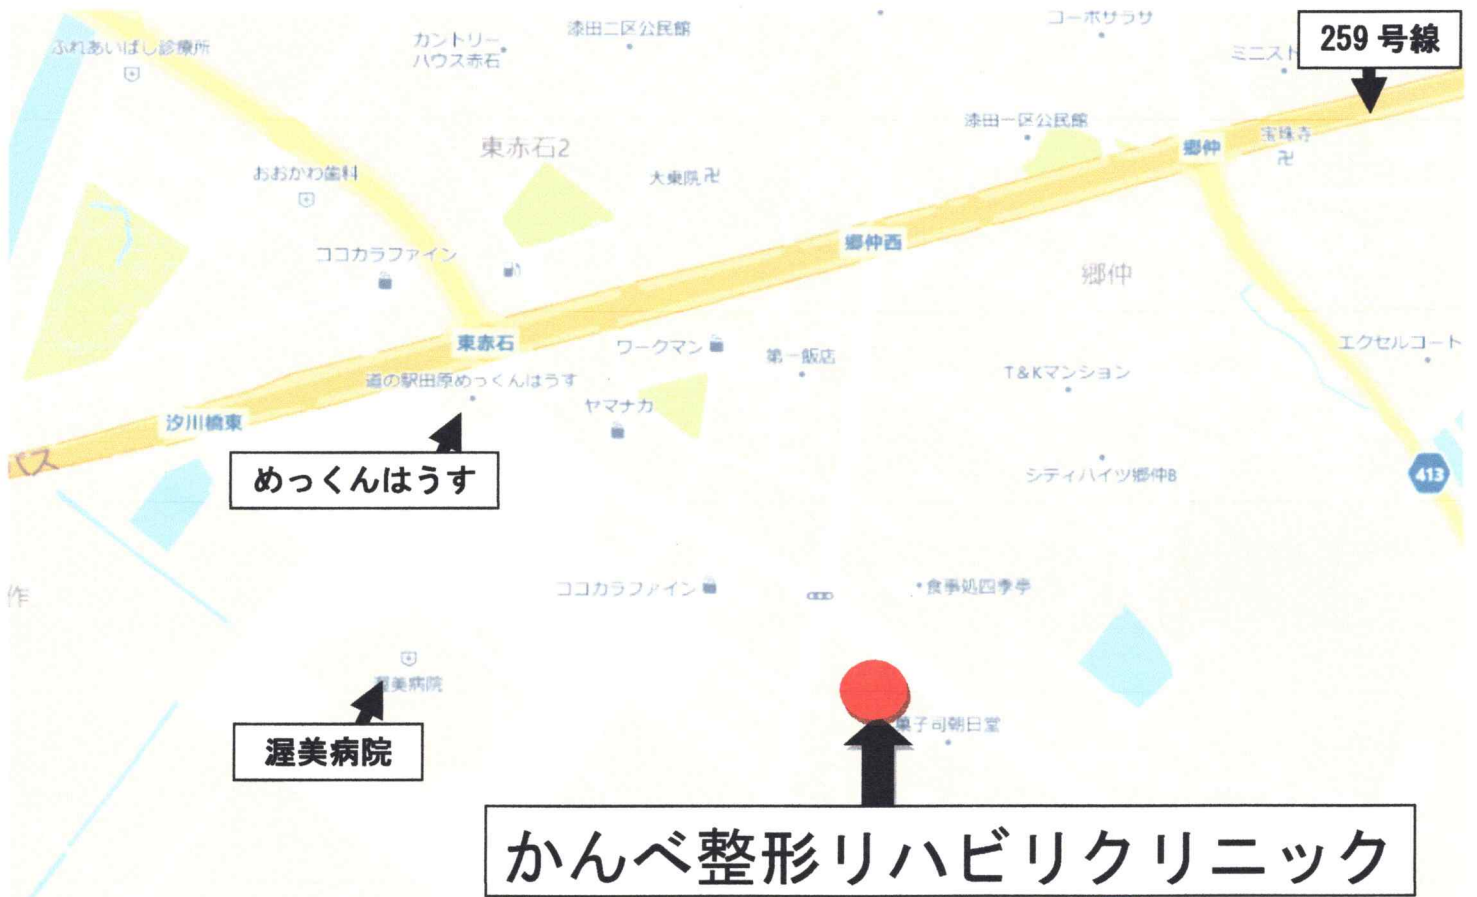 コーポサラサ
259 号線
漆田二区公民館
カントリー
ハウス赤石
ふれあいばし診療所
ミニスト
漆田一区公民館
宝珠寺
郷仲
東赤石2
大東院
おおかわ歯科
郷仲西
ココカラファイン
郷仲
東赤石
ワークマン
第一飯店
エクセルコート
道の駅田原めっくんはうす
T&Kマンション
ヤマナカ
汐川橋東
バス
めっくんはうす
シティハイツ郷仲B
413
ココカラファイン
食事処四季亭
作
渥美病院
菓子司朝日堂
渥美病院
かんべ整形リハビリクリニック